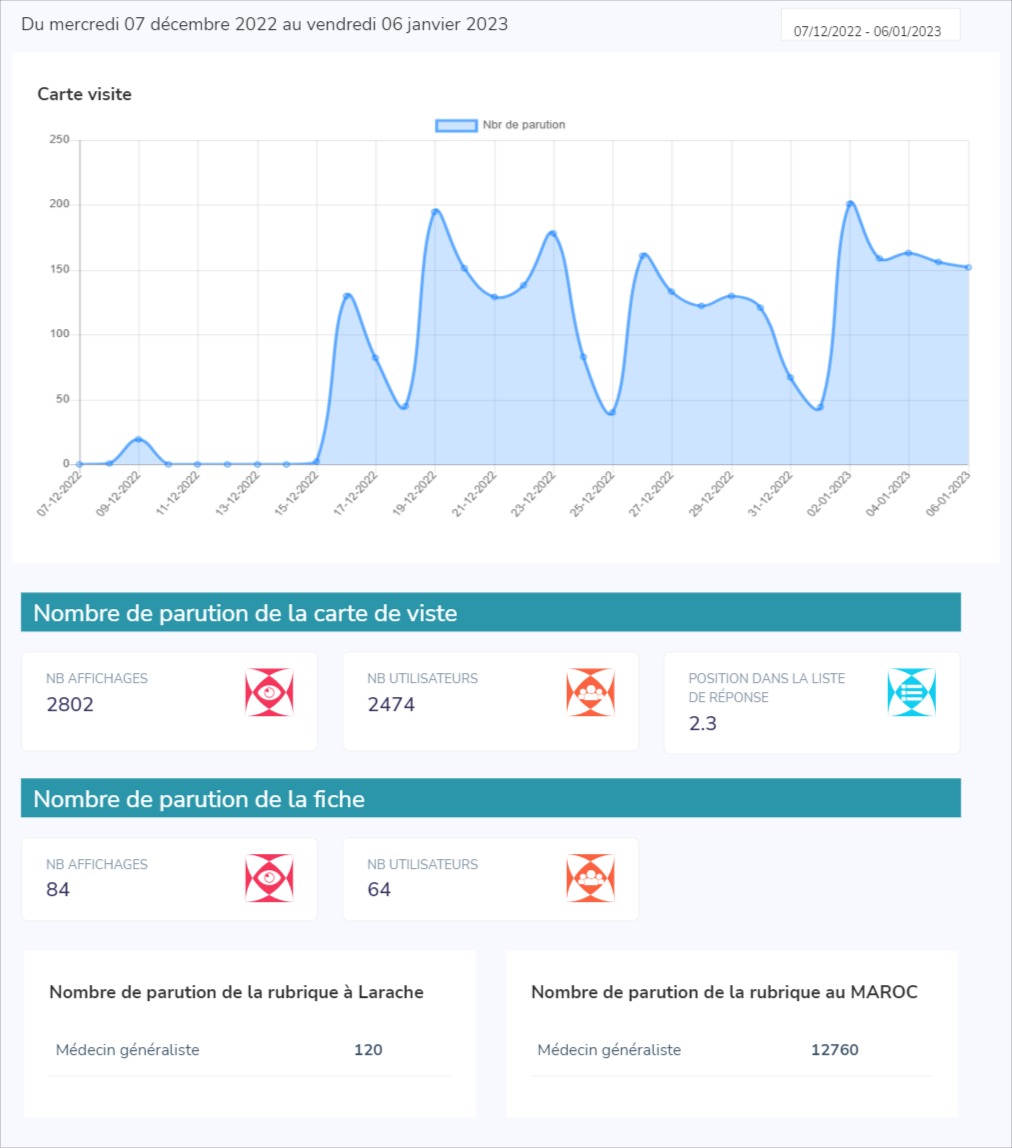 Du mercredi 07 décembre 2022 au vendredi 06 janvier 2023
07/12/2022 - 06/01/2023
Carte visite
Nbr de parution
250
200
150
100
50
0
07-12-2022
09-12-2022
11-12-2022
13-12-2022
15-12-2022
17-12-2022
19-12-2022
21-12-2022
23-12-2022
25-12-2022
27-12-2022
29-12-2022
31-12-2022
02-01-2023
04-01-2023
06-01-2023
Nombre de parution de la carte de viste
NB AFFICHAGES
2802
NB UTILISATEURS
2474
POSITION DANS LA LISTE
DE RÉPONSE
2.3
Nombre de parution de la fiche
NB AFFICHAGES
84
NB UTILISATEURS
64
Nombre de parution de la rubrique à Larache
Médecin généraliste 120
Nombre de parution de la rubrique au MAROC
Médecin généraliste 12760